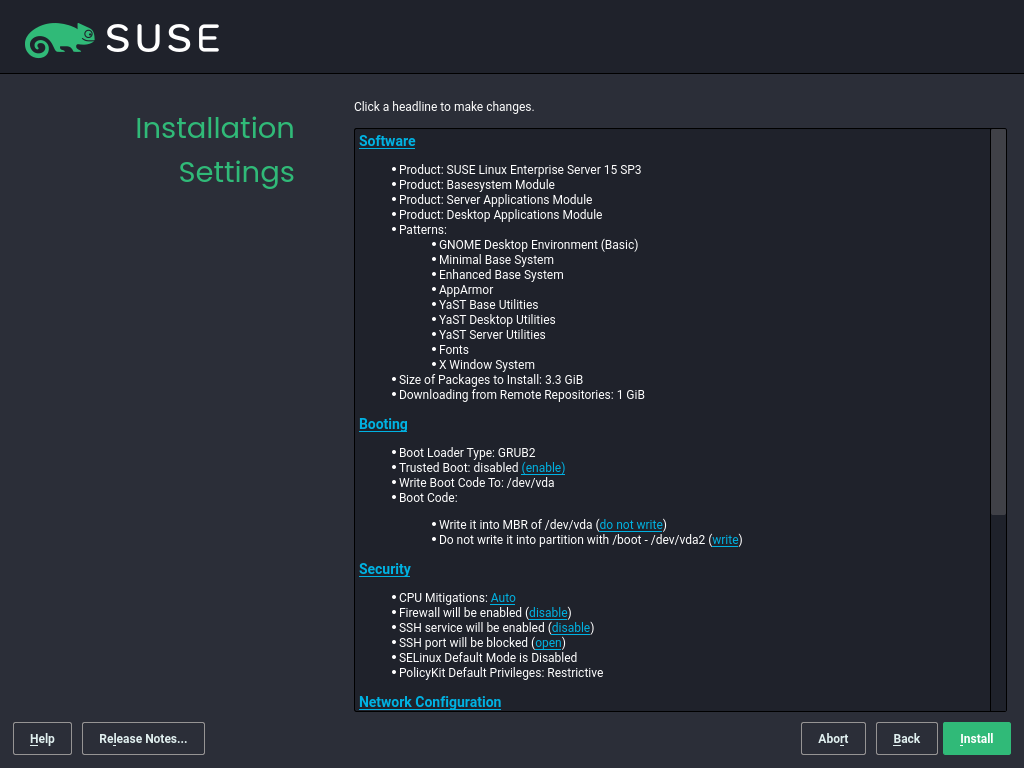 SUSE
Installation
Settings
Click a headline to make changes.
Software
• Product: SUSE Linux Enterprise Server 15 SP3
• Product: Basesystem Module
• Product: Server Applications Module
• Product: Desktop Applications Module
• Patterns:
• GNOME Desktop Environment (Basic)
• Minimal Base System
• Enhanced Base System
• AppArmor
• YaST Base Utilities
• YaST Desktop Utilities
• YaST Server Utilities
• Fonts
• X Window System
• Size of Packages to Install: 3.3 GiB
• Downloading from Remote Repositories: 1 GiB
Booting
• Boot Loader Type: GRUB2
• Trusted Boot: disabled (enable)
• Write Boot Code To: /dev/vda
• Boot Code:
• Write it into MBR of /dev/vda (do not write)
• Do not write it into partition with /boot - /dev/vda2 (write)
Security
• CPU Mitigations: Auto
• Firewall will be enabled (disable)
• SSH service will be enabled (disable)
• SSH port will be blocked (open)
• SELinux Default Mode is Disabled
• PolicyKit Default Privileges: Restrictive
Network Configuration
Help
Release Notes...
Abort
Back
Install